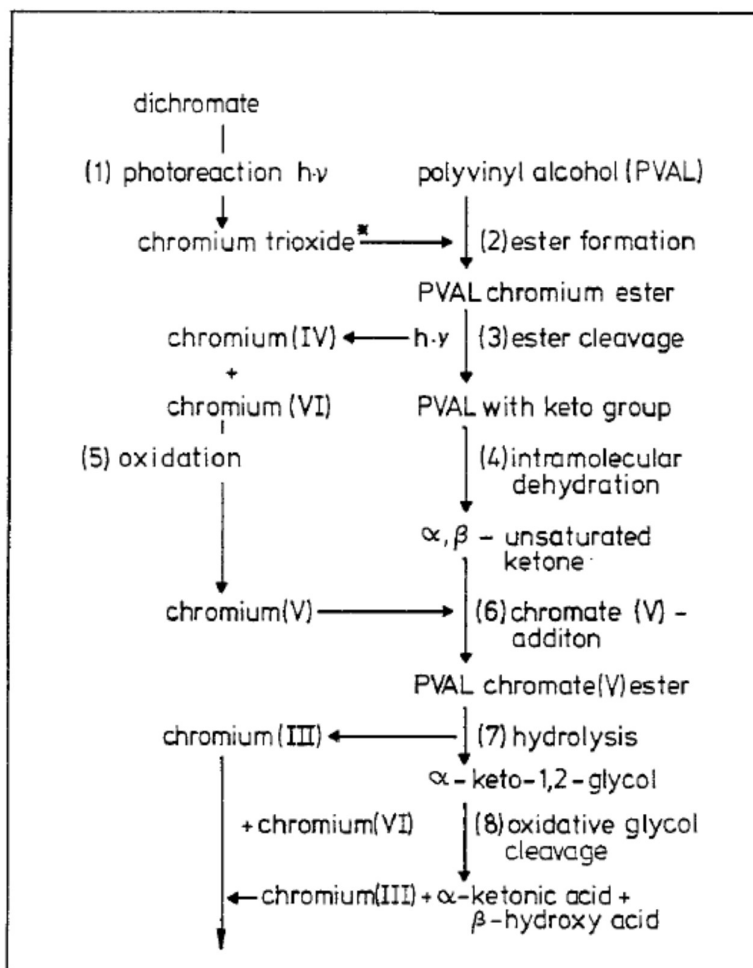 dichromate
(1) photoreaction h·ν
polyvinyl alcohol (PVAL)
chromium trioxide*
(2) ester formation
PVAL chromium ester
chromium (IV)
h·γ
(3) ester cleavage
+
chromium (VI)
PVAL with keto group
(5) oxidation
(4) intramolecular
dehydration
α, β – unsaturated
ketone
chromium (V)
(6) chromate (V) –
additon
PVAL chromate (V) ester
chromium (III)
(7) hydrolysis
α – keto – 1,2 – glycol
+ chromium (VI)
(8) oxidative glycol
cleavage
chromium (III) + α – ketonic acid +
β – hydroxy acid